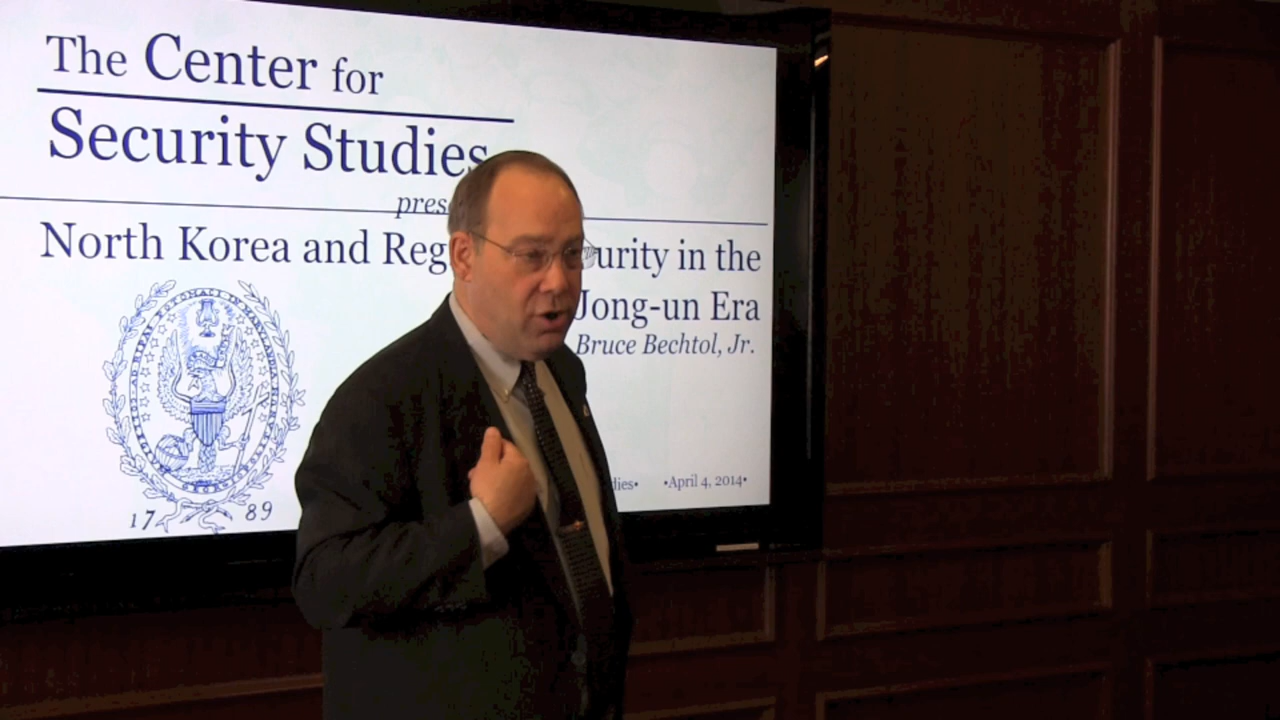 The Center for
Security Studies
pres
North Korea and Reg urity in the
Jong-un Era
Bruce Bechtol, Jr.
dies• •April 4, 2014•
17 89